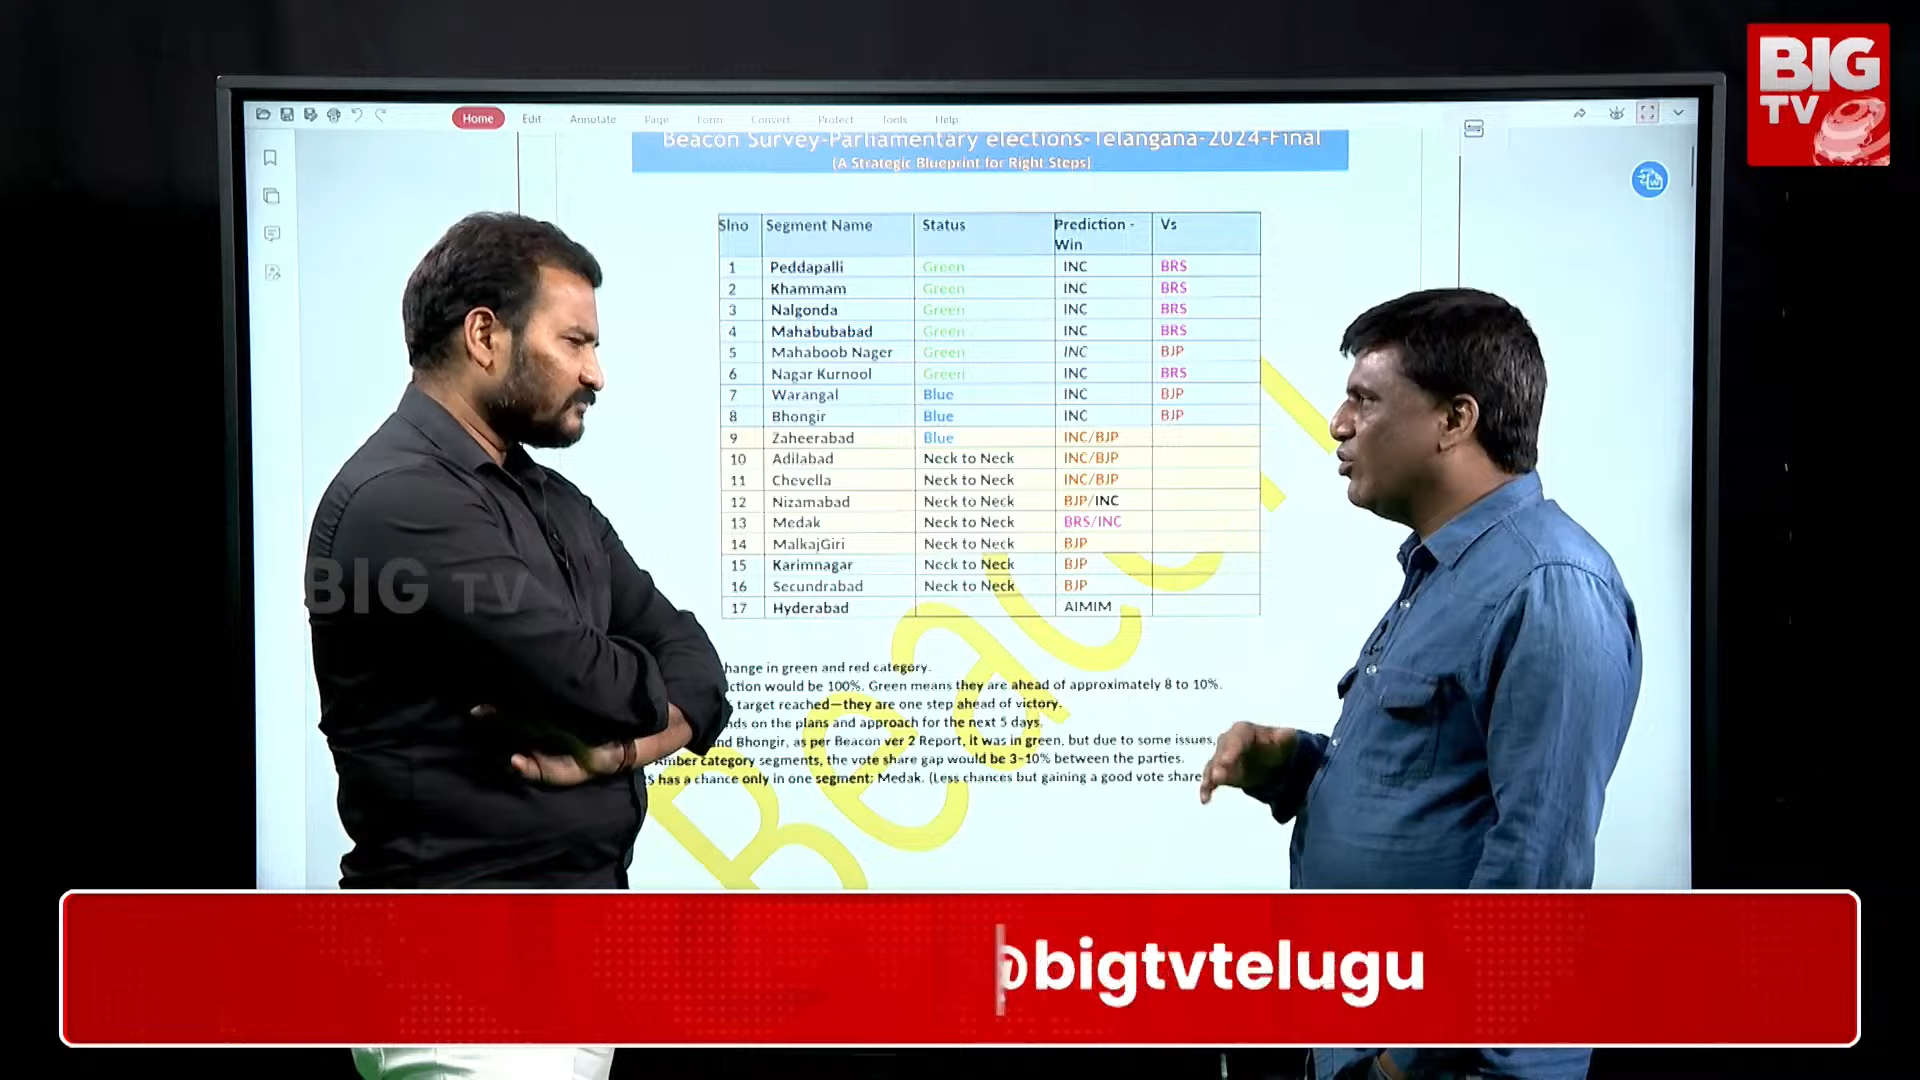 BIG
TV
Home Edit Annotate Page Form Convert Protect Tools Help
Beacon Survey-Parliamentary elections-Telangana-2024-Final
(A Strategic Blueprint for Right Steps)
Slno Segment Name Status Prediction - Win Vs
1 Peddapalli Green INC BRS
2 Khammam Green INC BRS
3 Nalgonda Green INC BRS
4 Mahabubabad Green INC BRS
5 Mahaboob Nager Green INC BJP
6 Nagar Kurnool Green INC BRS
7 Warangal Blue INC BJP
8 Bhongir Blue INC BJP
9 Zaheerabad Blue INC/BJP
10 Adilabad Neck to Neck INC/BJP
11 Chevella Neck to Neck INC/BJP
12 Nizamabad Neck to Neck BJP/INC
13 Medak Neck to Neck BRS/INC
14 MalkajGiri Neck to Neck BJP
15 Karimnagar Neck to Neck BJP
16 Secundrabad Neck to Neck BJP
17 Hyderabad AIMIM
hange in green and red category.
ction would be 100%. Green means they are ahead of approximately 8 to 10%.
target reached—they are one step ahead of victory.
nds on the plans and approach for the next 5 days.
nd Bhongir, as per Beacon ver 2 Report, it was in green, but due to some issues,
Amber category segments, the vote share gap would be 3-10% between the parties.
S has a chance only in one segment: Medak. (Less chances but gaining a good vote share
Beacon
BIG TV
@bigtvtelugu